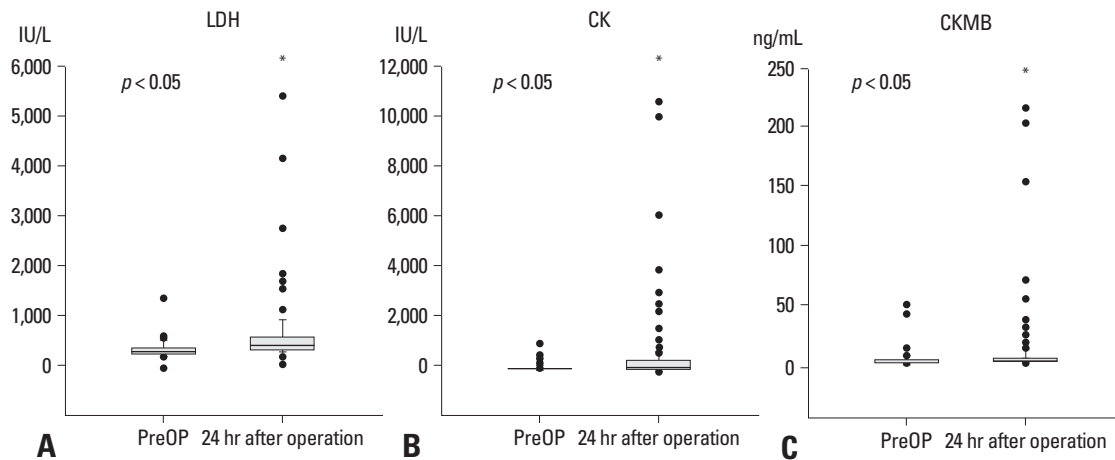 LDH
IU/L
6,000
5,000
4,000
3,000
2,000
1,000
0
p < 0.05
*
PreOP
24 hr after operation
A
CK
IU/L
12,000
10,000
8,000
6,000
4,000
2,000
0
p < 0.05
*
PreOP
24 hr after operation
B
CKMB
ng/mL
250
200
150
200
50
0
p < 0.05
*
PreOP
24 hr after operation
C